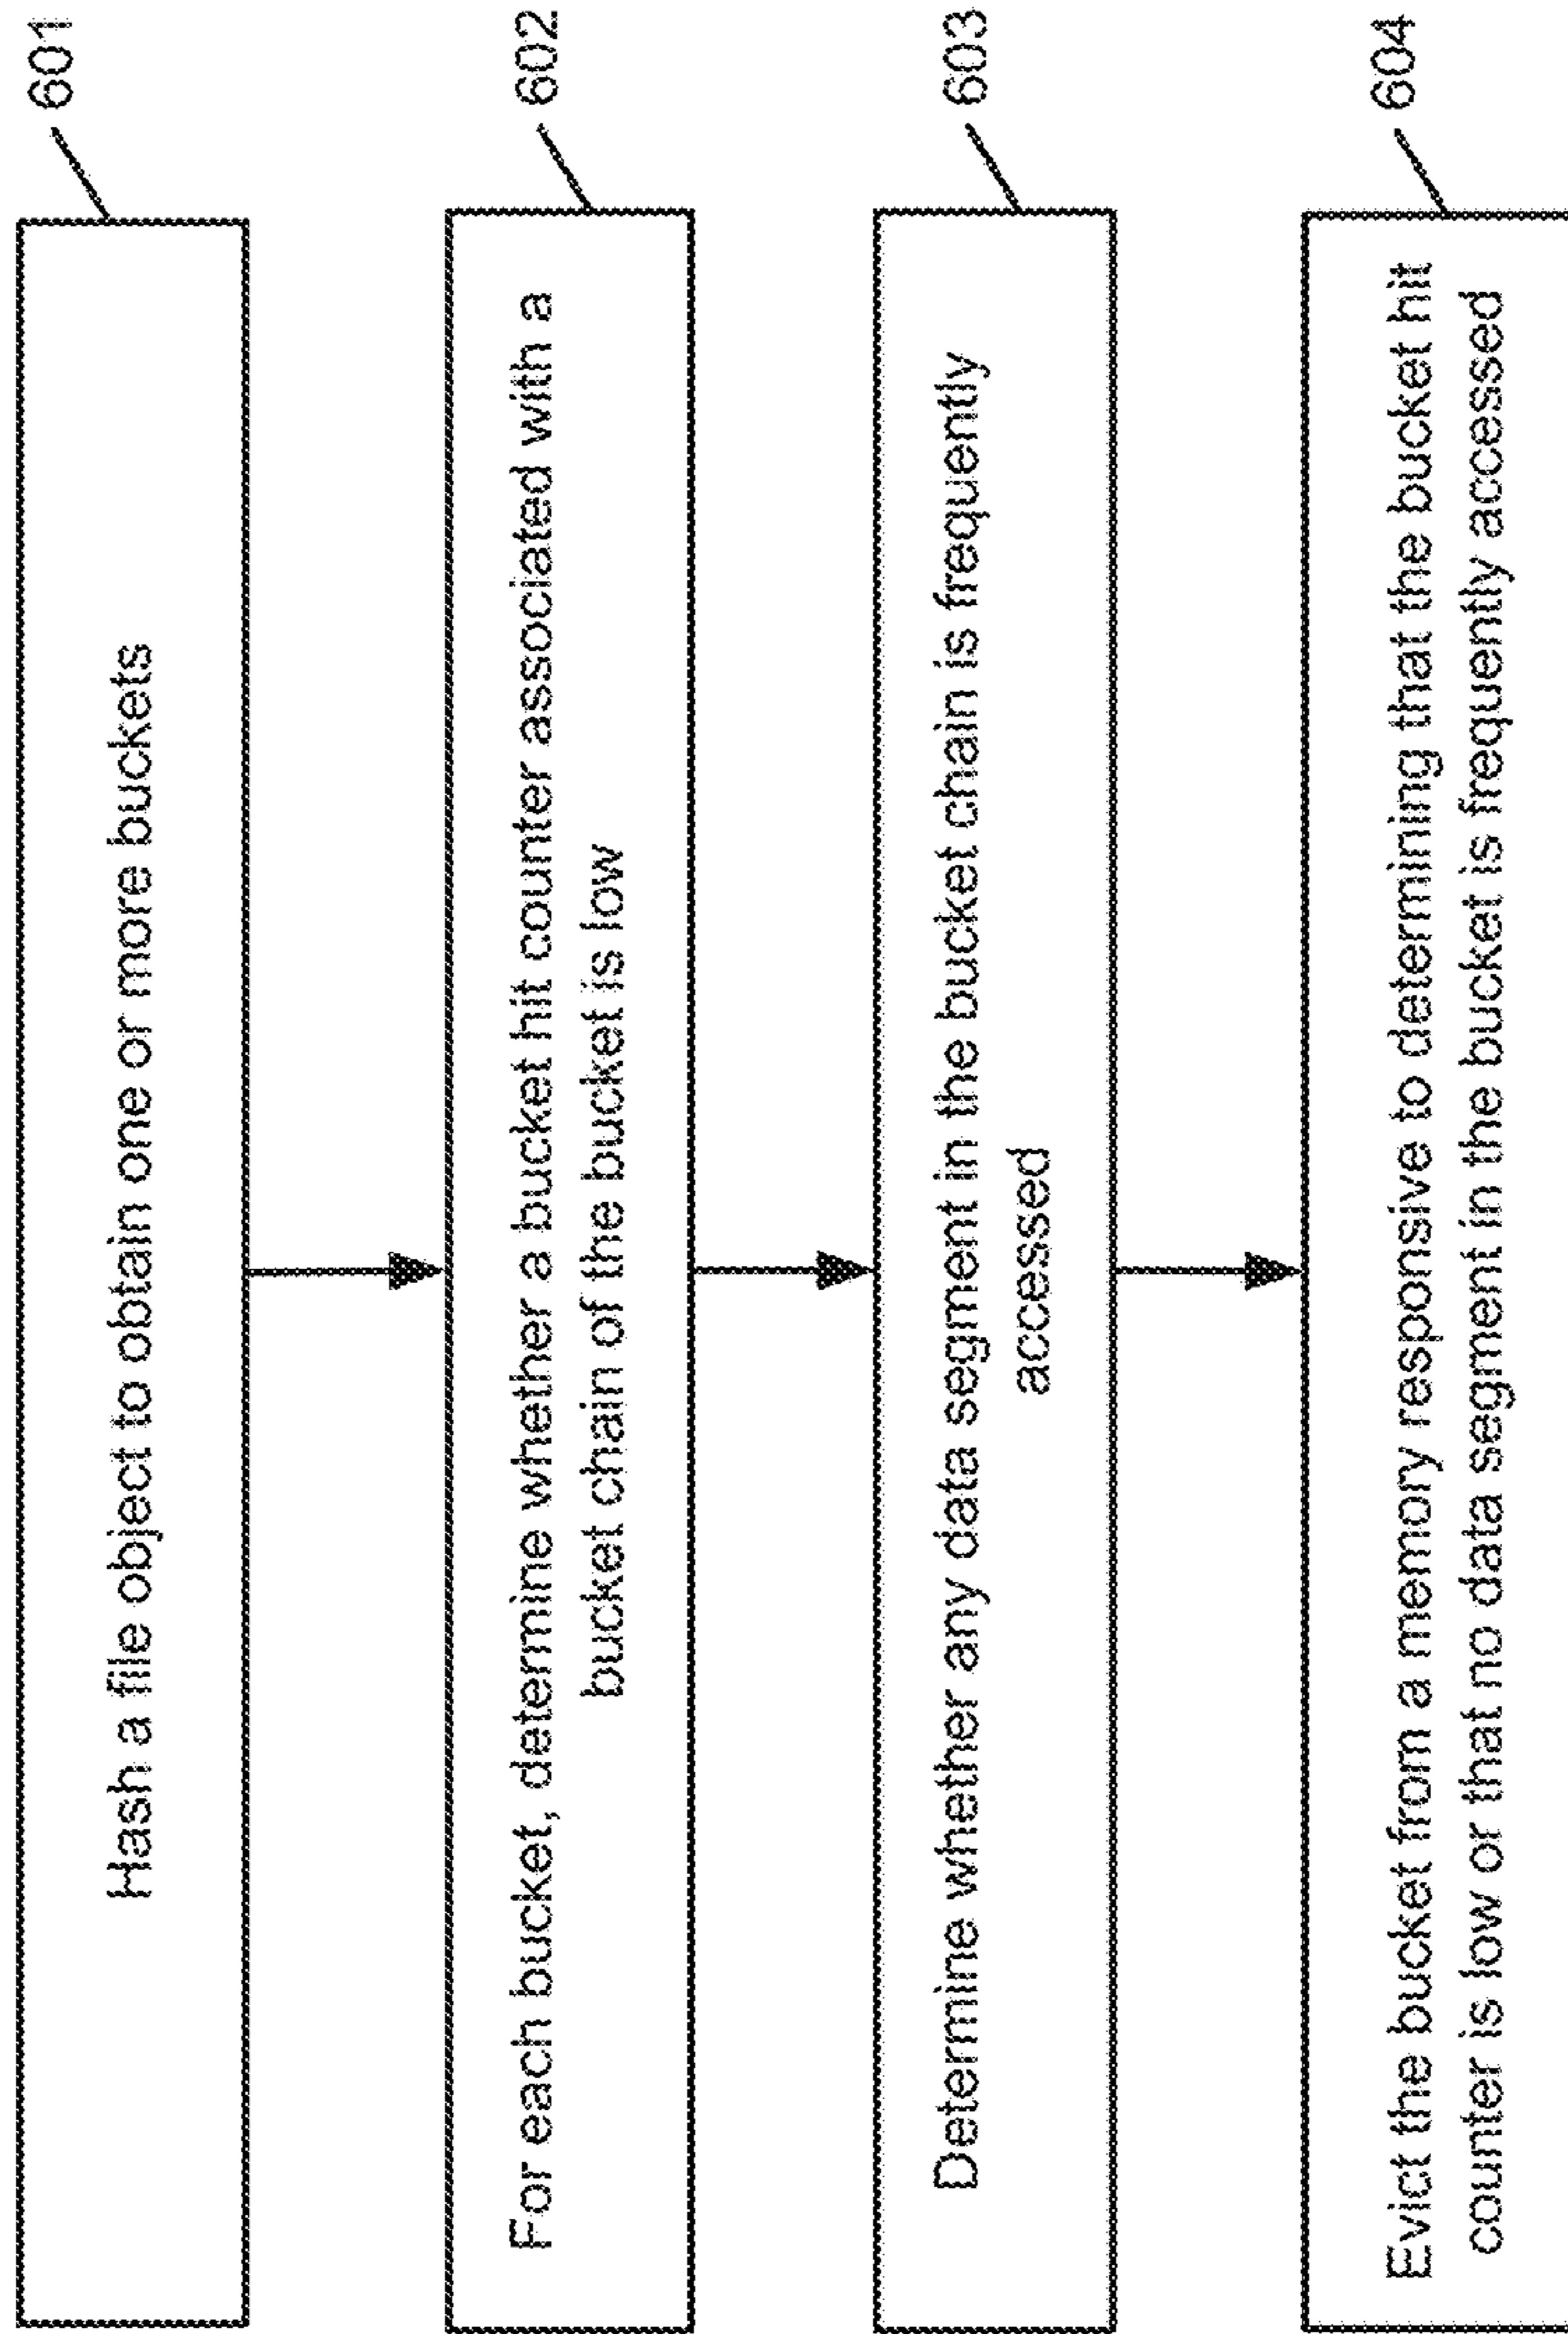 Hash a file object to obtain one or more buckets
601
For each bucket, determine whether a bucket hit counter associated with a
bucket chain of the bucket is low
602
Determine whether any data segment in the bucket chain is frequently
accessed
603
Evict the bucket from a memory responsive to determining that the bucket hit
counter is low or that no data segment in the bucket is frequently accessed
604